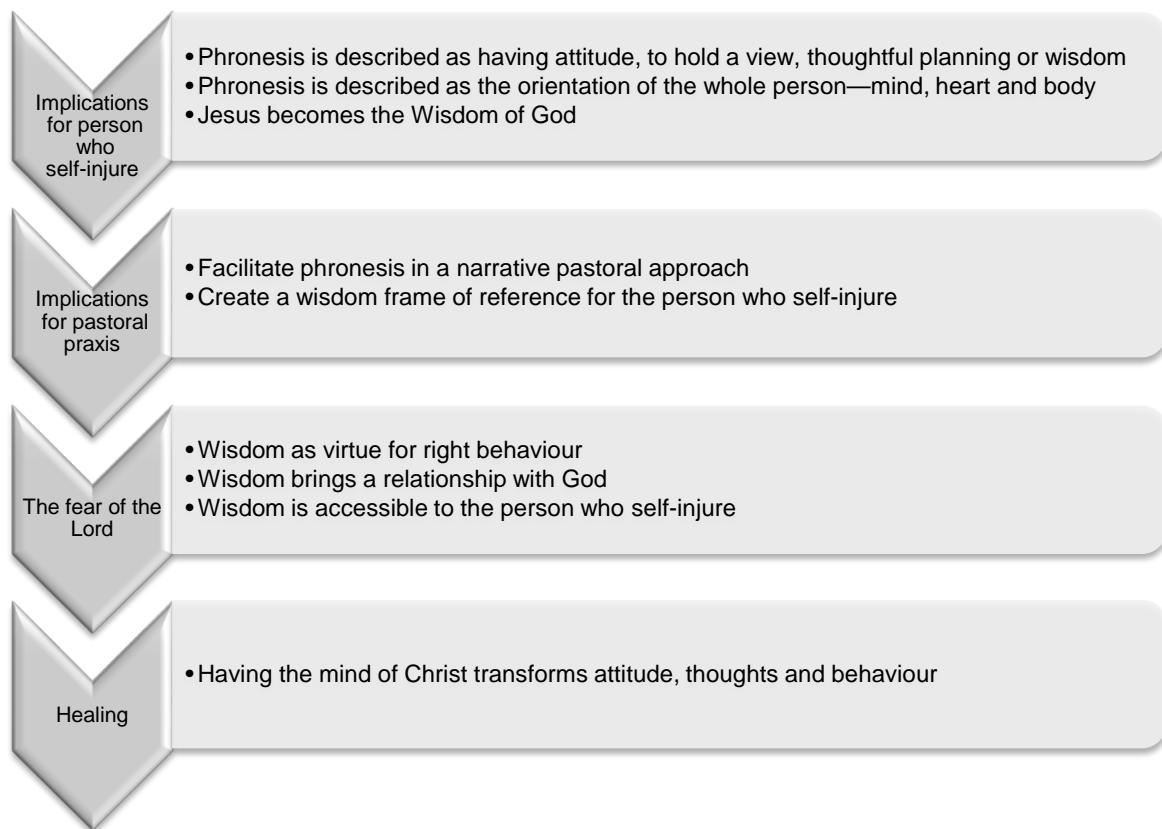 Implications
for person
who
self-injure
•Phronesis is described as having attitude, to hold a view, thoughtful planning or wisdom
•Phronesis is described as the orientation of the whole person—mind, heart and body
•Jesus becomes the Wisdom of God
Implications
for pastoral
praxis
•Facilitate phronesis in a narrative pastoral approach
•Create a wisdom frame of reference for the person who self-injure
The fear of the
Lord
•Wisdom as virtue for right behaviour
•Wisdom brings a relationship with God
•Wisdom is accessible to the person who self-injure
Healing
•Having the mind of Christ transforms attitude, thoughts and behaviour